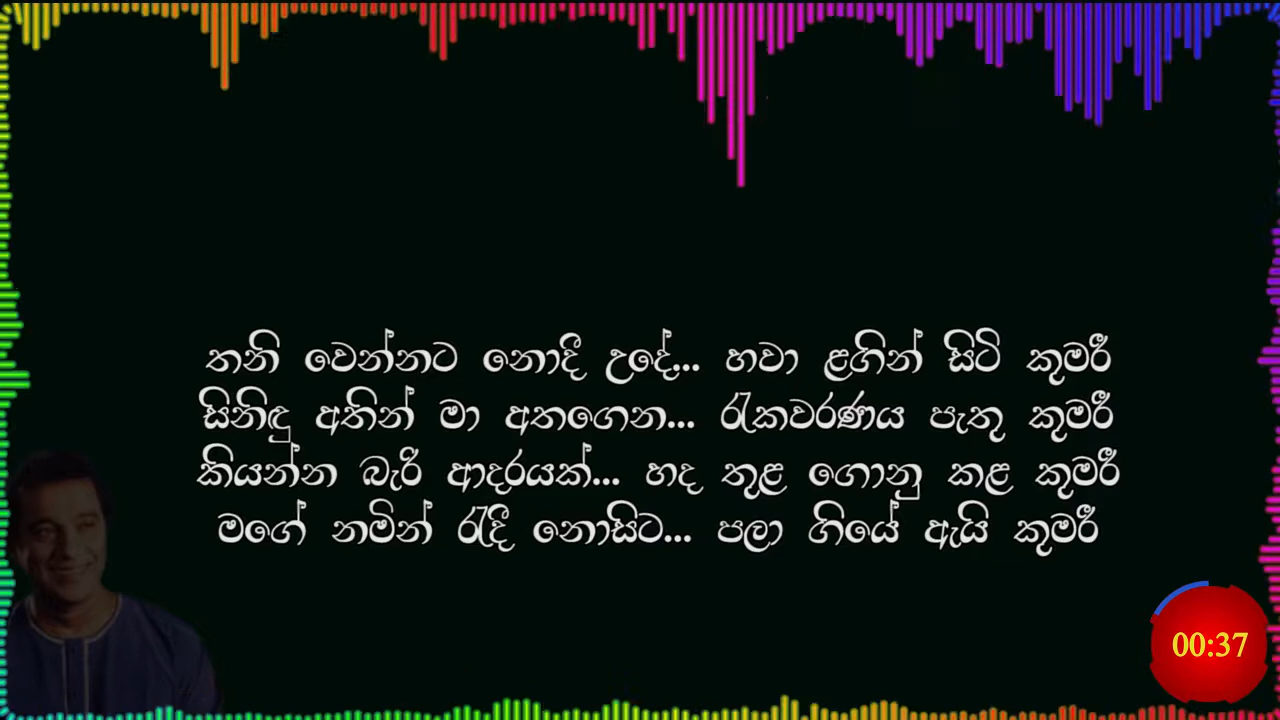 තනි වෙන්නට නොදී උදේ... හවා ළගින් සිටි කුමරී
සිනිඳු අතින් මා අතගෙන... රැකවරණය පැතූ කුමරී
කියන්න බැරි ආදරයක්... හද තුළ ගොනු කළ කුමරී
මගේ නමින් රැදී නොසිට... පලා ගියේ ඇයි කුමරී
00:37